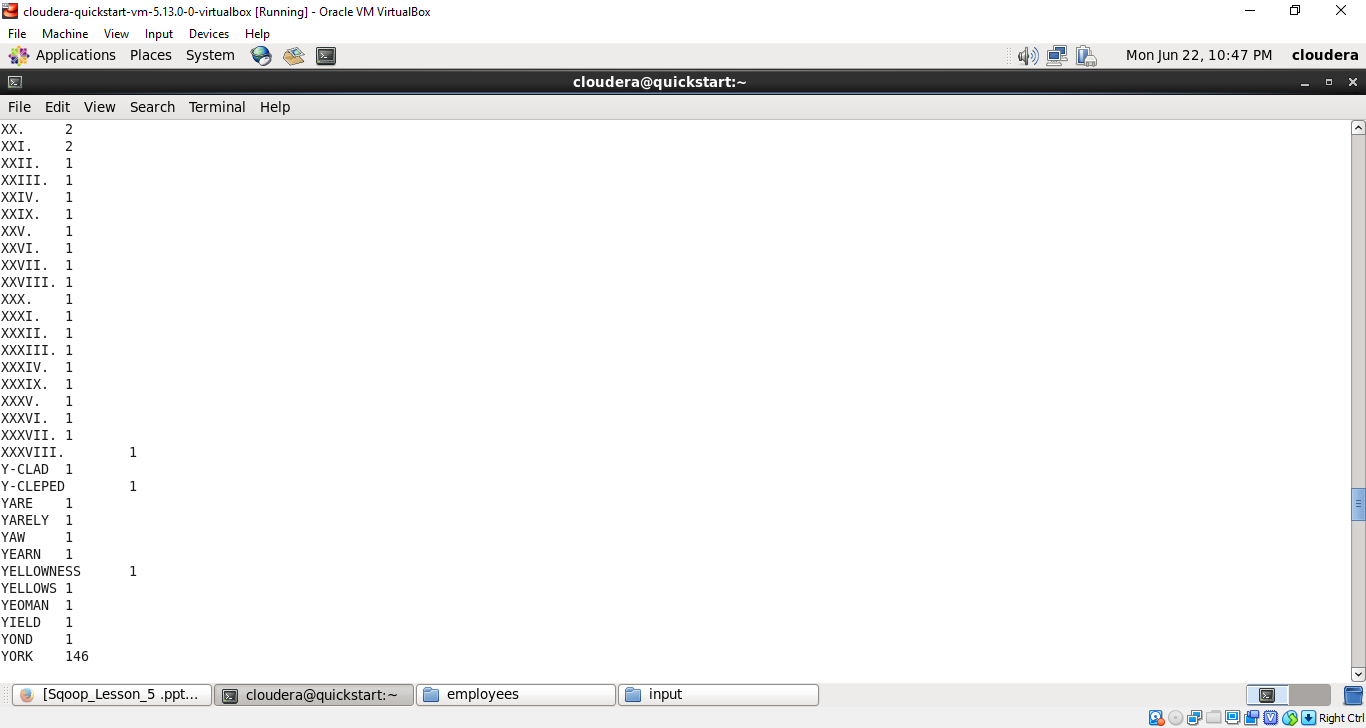 cloudera-quickstart-vm-5.13.0-0-virtualbox [Running] - Oracle VM VirtualBox
File Machine View Input Devices Help
Applications Places System Mon Jun 22, 10:47 PM cloudera
cloudera@quickstart:~
File Edit View Search Terminal Help
XX. 2
XXI. 2
XXII. 1
XXIII. 1
XXIV. 1
XXIX. 1
XXV. 1
XXVI. 1
XXVII. 1
XXVIII. 1
XXX. 1
XXXI. 1
XXXII. 1
XXXIII. 1
XXXIV. 1
XXXIX. 1
XXXV. 1
XXXVI. 1
XXXVII. 1
XXXVIII. 1
Y-CLAD 1
Y-CLEPED 1
YARE 1
YARELY 1
YAW 1
YEARN 1
YELLOWNESS 1
YELLOWS 1
YEOMAN 1
YIELD 1
YOND 1
YORK 146
[Sqoop_Lesson_5 .ppt... cloudera@quickstart:~ employees input
Right Ctrl